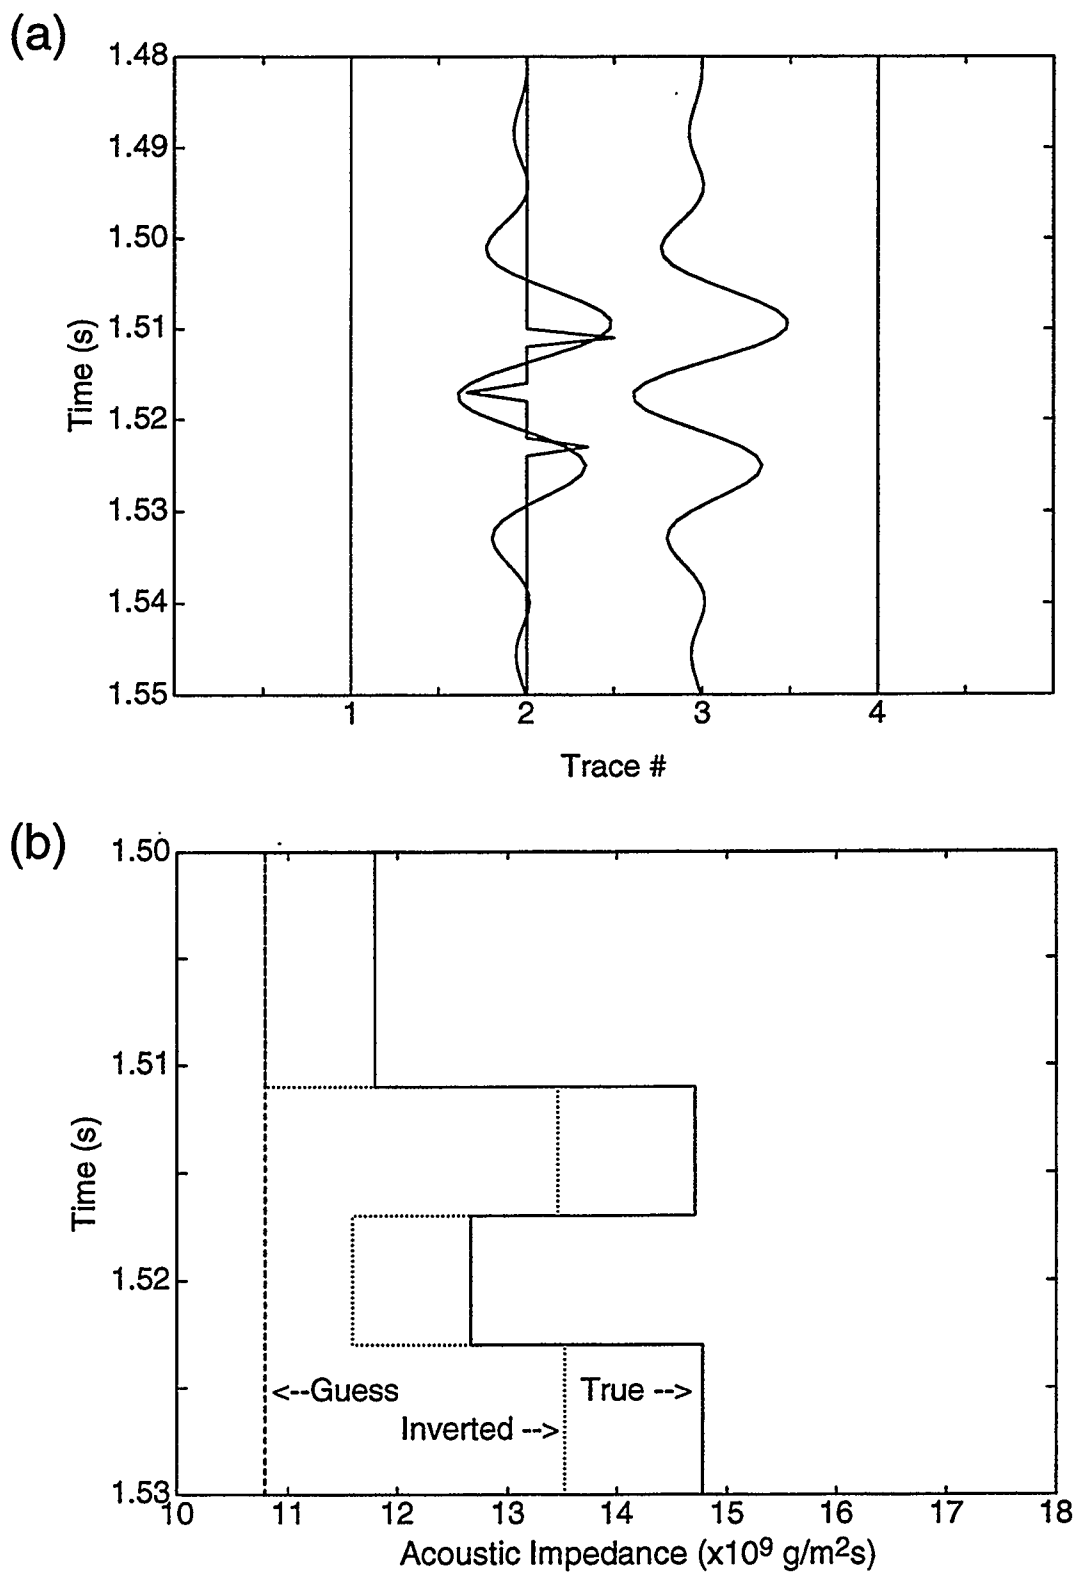 (a)
1.48
1.49
1.50
1.51
1.52
1.53
1.54
1.55
Time (s)
1 2 3 4
Trace #
(b)
1.50
1.51
1.52
1.53
Time (s)
<--Guess
True -->
Inverted -->
10 11 12 13 14 15 16 17 18
Acoustic Impedance (x10⁹ g/m²s)